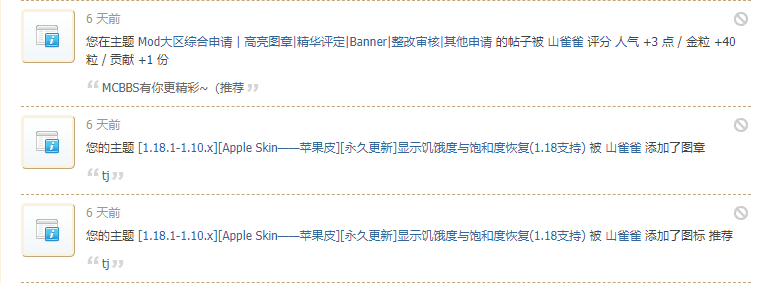 6 天前
您在主题 Mod大区综合申请 | 高亮图章|精华评定|Banner|整改审核|其他申请 的帖子被 山雀雀 评分 人气 +3 点 / 金粒 +40
粒 / 贡献 +1 份
“ MCBBS有你更精彩~（推荐 ”
6 天前
您的主题 [1.18.1-1.10.x][Apple Skin——苹果皮][永久更新]显示饥饿度与饱和度恢复(1.18支持) 被 山雀雀 添加了图章
“ tj ”
6 天前
您的主题 [1.18.1-1.10.x][Apple Skin——苹果皮][永久更新]显示饥饿度与饱和度恢复(1.18支持) 被 山雀雀 添加了图标 推荐
“ tj ”